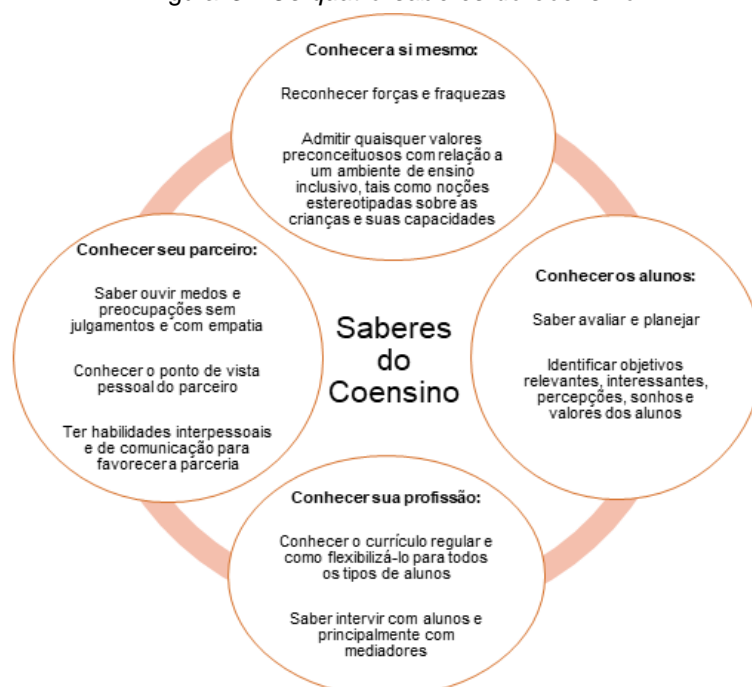 Conhecer a si mesmo:
Reconhecer forças e fraquezas
Admitir quaisquer valores
preconceituosos com relação a
um ambiente de ensino
inclusivo, tais como noções
estereotipadas sobre as
crianças e suas capacidades
Conhecer os alunos:
Saber avaliar e planejar
Identificar objetivos
relevantes, interessantes,
percepções, sonhos e
valores dos alunos
Conhecer sua profissão:
Conhecer o currículo regular e
como flexibilizá-lo para todos
os tipos de alunos
Saber intervir com alunos e
principalmente com
mediadores
Conhecer seu parceiro:
Saber ouvir medos e
preocupações sem
julgamentos e com empatia
Conhecer o ponto de vista
pessoal do parceiro
Ter habilidades interpessoais
e de comunicação para
favorecer a parceria
Saberes
do
Coensino